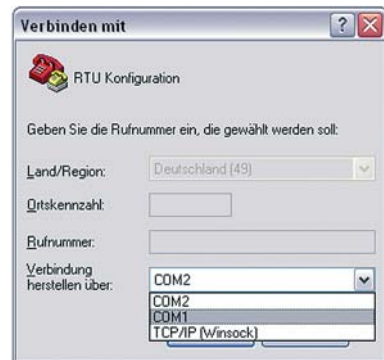 Verbinden mit
RTU Konfiguration
Geben Sie die Rufnummer ein, die gewählt werden soll:
Land/Region: Deutschland (49)
Ortskennzahl:
Rufnummer:
Verbindung
herstellen über: COM2
COM2
COM1
TCP/IP (Winsock)